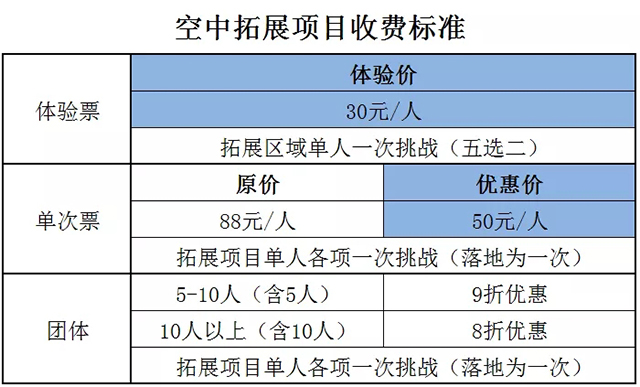 空中拓展项目收费标准
体验票
体验价
30元/人
拓展区域单人一次挑战（五选二）
单次票
原价
优惠价
88元/人
50元/人
拓展项目单人各项一次挑战（落地为一次）
团体
5-10人（含5人）
9折优惠
10人以上（含10人）
8折优惠
拓展项目单人各项一次挑战（落地为一次）